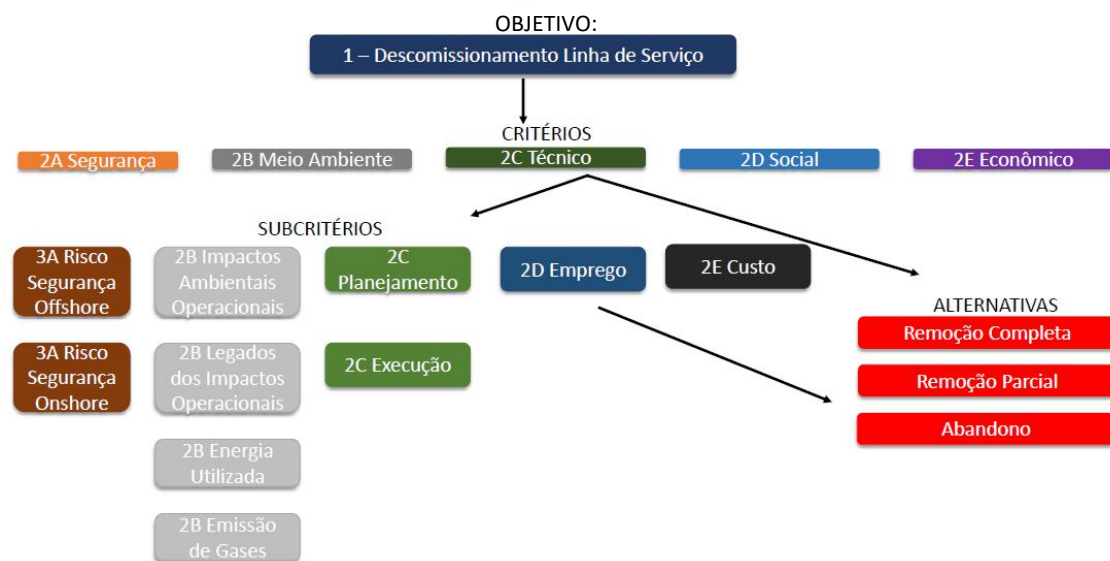 OBJETIVO:
1 – Descomissionamento Linha de Serviço
CRITÉRIOS
2A Segurança
2B Meio Ambiente
2C Técnico
2D Social
2E Econômico
SUBCRITÉRIOS
3A Risco
Segurança
Offshore
2B Impactos
Ambientais
Operacionais
2C
Planejamento
2D Emprego
2E Custo
3A Risco
Segurança
Onshore
2B Legados
dos Impactos
Operacionais
2C Execução
2B Energia
Utilizada
2B Emissão
de Gases
ALTERNATIVAS
Remoção Completa
Remoção Parcial
Abandono